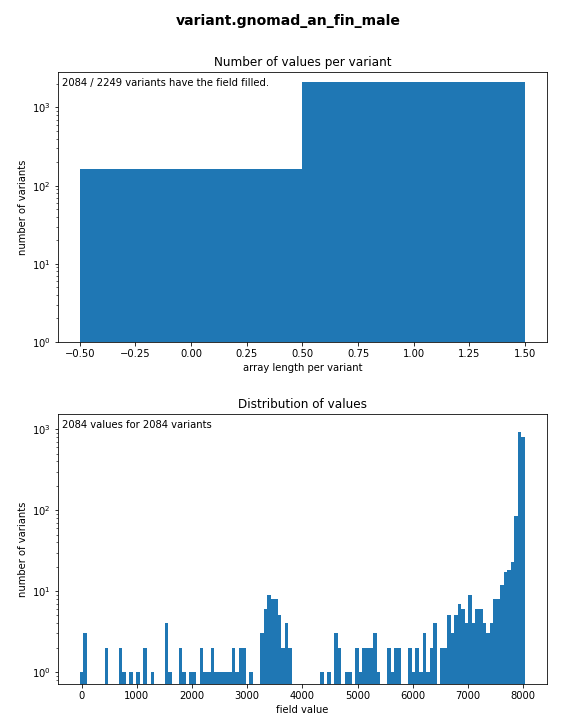 variant.gnomad_an_fin_male
Number of values per variant
2084 / 2249 variants have the field filled.
number of variants
10³
10²
10¹
10⁰
−0.50 −0.25 0.00 0.25 0.50 0.75 1.00 1.25 1.50
array length per variant
Distribution of values
2084 values for 2084 variants
number of variants
10³
10²
10¹
10⁰
0 1000 2000 3000 4000 5000 6000 7000 8000
field value